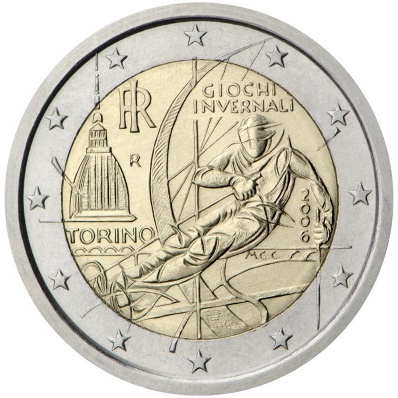 RI
GIOCHI
INVERNALI
R
2006
TORINO
M.C.C.